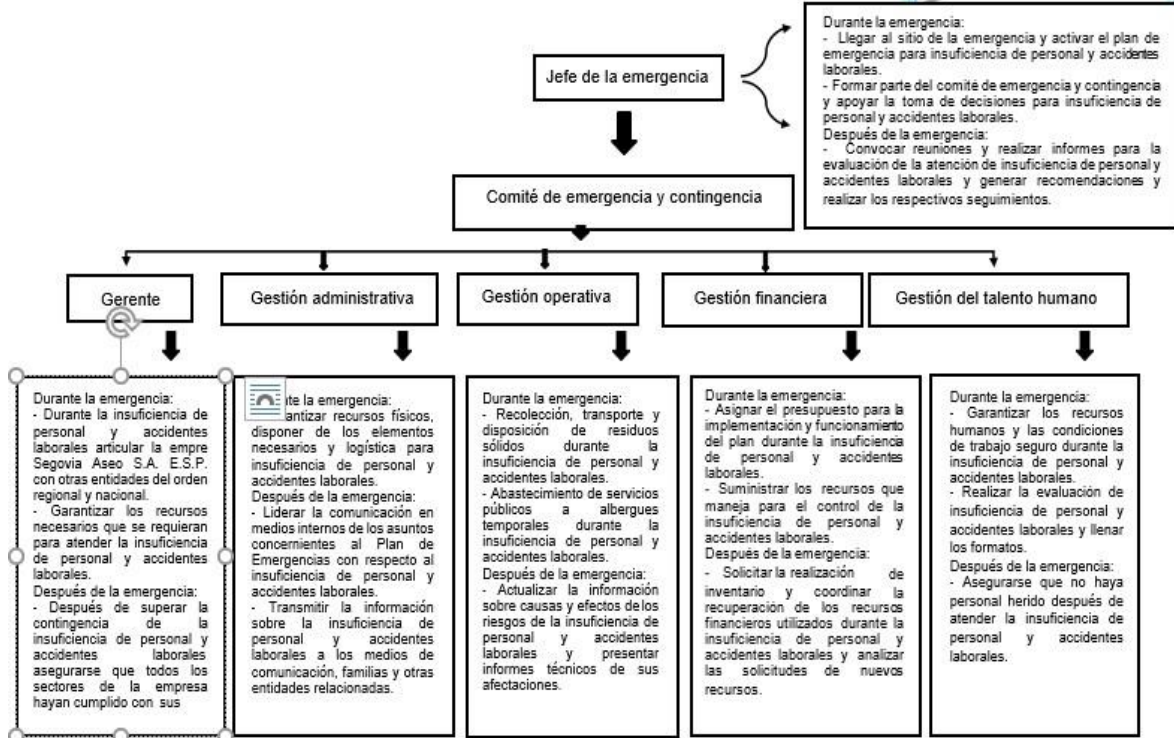 Durante la emergencia:
- Llegar al sitio de la emergencia y activar el plan de
emergencia para insuficiencia de personal y accidentes
laborales.
- Formar parte del comité de emergencia y contingencia
y apoyar la toma de decisiones para insuficiencia de
personal y accidentes laborales.
Después de la emergencia:
- Convocar reuniones y realizar informes para la
evaluación de la atención de insuficiencia de personal y
accidentes laborales y generar recomendaciones y
realizar los respectivos seguimientos.
Jefe de la emergencia
Comité de emergencia y contingencia
Gerente
Gestión administrativa
Gestión operativa
Gestión financiera
Gestión del talento humano
Durante la emergencia:
- Durante la insuficiencia de
personal y accidentes
laborales articular la empre
Segovia Aseo S.A. E.S.P.
con otras entidades del orden
regional y nacional.
- Garantizar los recursos
necesarios que se requieran
para atender la insuficiencia
de personal y accidentes
laborales.
Después de la emergencia:
- Después de superar la
contingencia de la
insuficiencia de personal y
accidentes laborales
asegurarse que todos los
sectores de la empresa
hayan cumplido con sus
te la emergencia:
antizar recursos físicos,
disponer de los elementos
necesarios y logística para
insuficiencia de personal y
accidentes laborales.
Después de la emergencia:
- Liderar la comunicación en
medios internos de los asuntos
concernientes al Plan de
Emergencias con respecto al
insuficiencia de personal y
accidentes laborales.
- Transmitir la información
sobre la insuficiencia de
personal y accidentes
laborales a los medios de
comunicación, familias y otras
entidades relacionadas.
Durante la emergencia:
- Recolección, transporte y
disposición de residuos
sólidos durante la
insuficiencia de personal y
accidentes laborales.
- Abastecimiento de servicios
públicos a albergues
temporales durante la
insuficiencia de personal y
accidentes laborales.
Después de la emergencia:
- Actualizar la información
sobre causas y efectos de los
riesgos de la insuficiencia de
personal y accidentes
laborales y presentar
informes técnicos de sus
afectaciones.
Durante la emergencia:
- Asignar el presupuesto para la
implementación y funcionamiento
del plan durante la insuficiencia
de personal y accidentes
laborales.
- Suministrar los recursos que
maneja para el control de la
insuficiencia de personal y
accidentes laborales.
Después de la emergencia:
- Solicitar la realización de
inventario y coordinar la
recuperación de los recursos
financieros utilizados durante la
insuficiencia de personal y
accidentes laborales y analizar
las solicitudes de nuevos
recursos.
Durante la emergencia:
- Garantizar los recursos
humanos y las condiciones
de trabajo seguro durante la
insuficiencia de personal y
accidentes laborales.
- Realizar la evaluación de
insuficiencia de personal y
accidentes laborales y llenar
los formatos.
Después de la emergencia:
- Asegurarse que no haya
personal herido después de
atender la insuficiencia de
personal y accidentes
laborales.